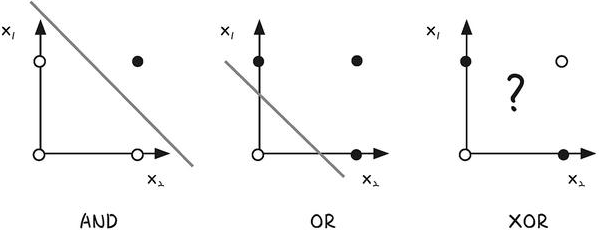 x₁
x₂
AND
x₁
x₂
OR
x₁
?
x₂
XOR